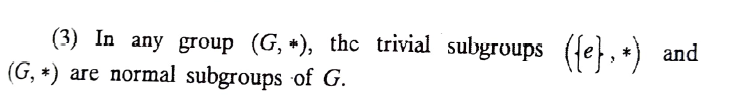 (3) In any group (G, *), the trivial subgroups ({e}, *) and
(G, *) are normal subgroups of G.